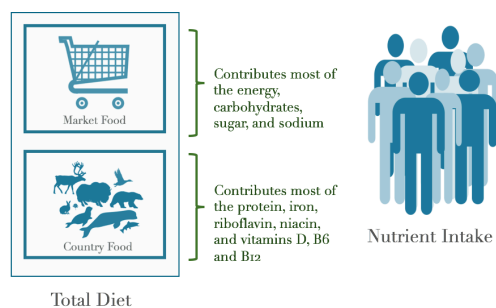 Market Food
Contributes most of
the energy,
carbohydrates,
sugar, and sodium
Country Food
Contributes most of
the protein, iron,
riboflavin, niacin,
and vitamins D, B6
and B12
Nutrient Intake
Total Diet